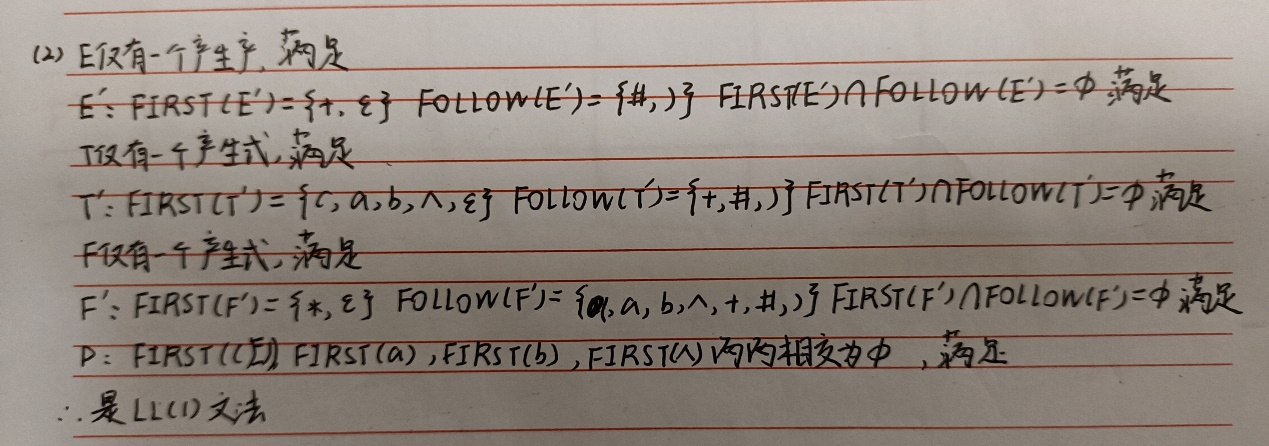 (2) E仅有一个产生产,满足
E′: FIRST(E′)={+, ε} FOLLOW(E′)={#,)} FIRST(E′)∩FOLLOW(E′)=Φ 满足
T仅有一个产生式,满足
T′: FIRST(T′)={(, a,b,∧,ε} FOLLOW(T′)={+,#,)} FIRST(T′)∩FOLLOW(T′)=Φ 满足
F仅有一个产生式,满足
F′: FIRST(F′)={*, ε} FOLLOW(F′)={(, a, b,∧, +, #,)} FIRST(F′)∩FOLLOW(F′)=Φ 满足
P: FIRST((E)) FIRST(a),FIRST(b),FIRST(∧)两两相交为Φ,满足
∴是LL(1)文法